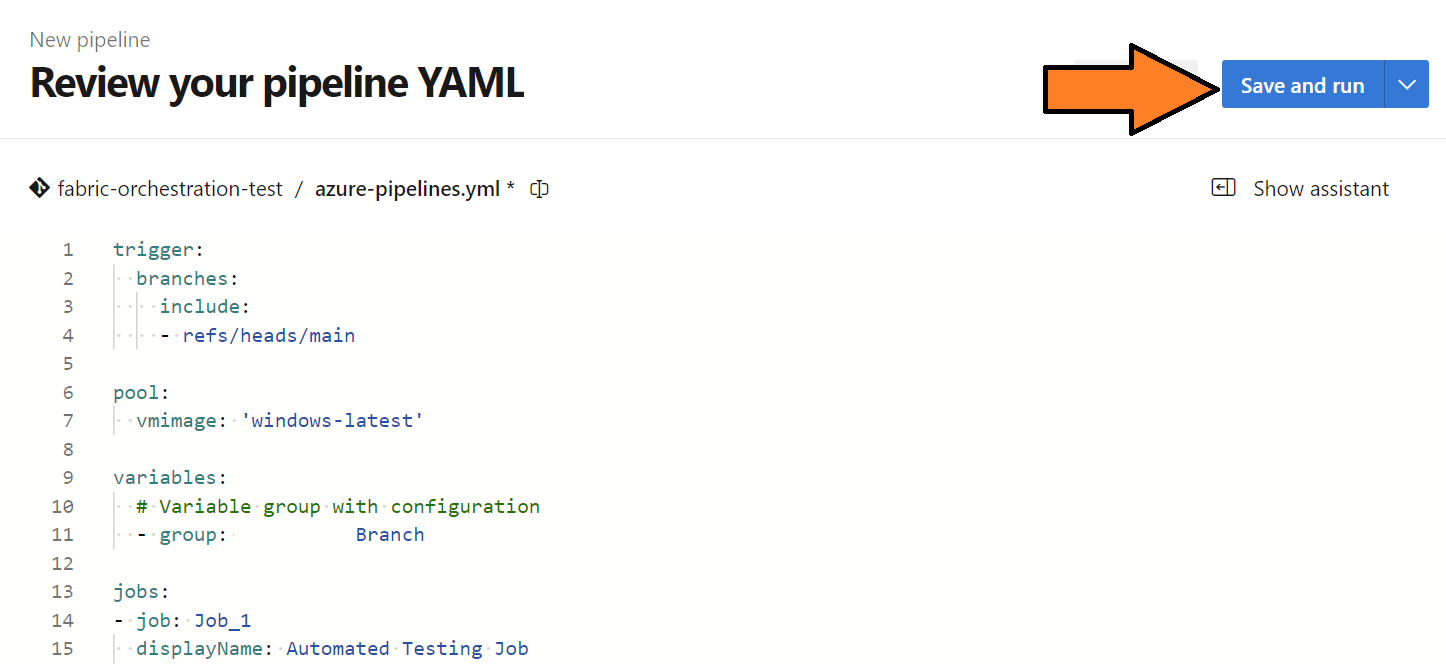 New pipeline
Review your pipeline YAML
Save and run
fabric-orchestration-test / azure-pipelines.yml *
Show assistant
1 trigger:
2 branches:
3 include:
4 - refs/heads/main
5
6 pool:
7 vmimage: 'windows-latest'
8
9 variables:
10 # Variable group with configuration
11 - group: Branch
12
13 jobs:
14 - job: Job_1
15 displayName: Automated Testing Job